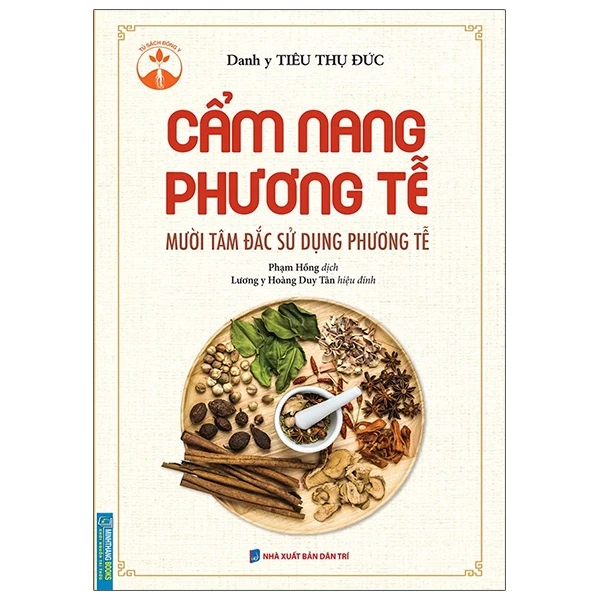 TỦ SÁCH ĐÔNG Y
Danh y TIÊU THỤ ĐỨC
CẨM NANG
PHƯƠNG TỄ
MƯỜI TÂM ĐẮC SỬ DỤNG PHƯƠNG TỄ
Phạm Hồng dịch
Lương y Hoàng Duy Tân hiệu đính
MINHTHANG BOOKS
NHÀ XUẤT BẢN DÂN TRÍ